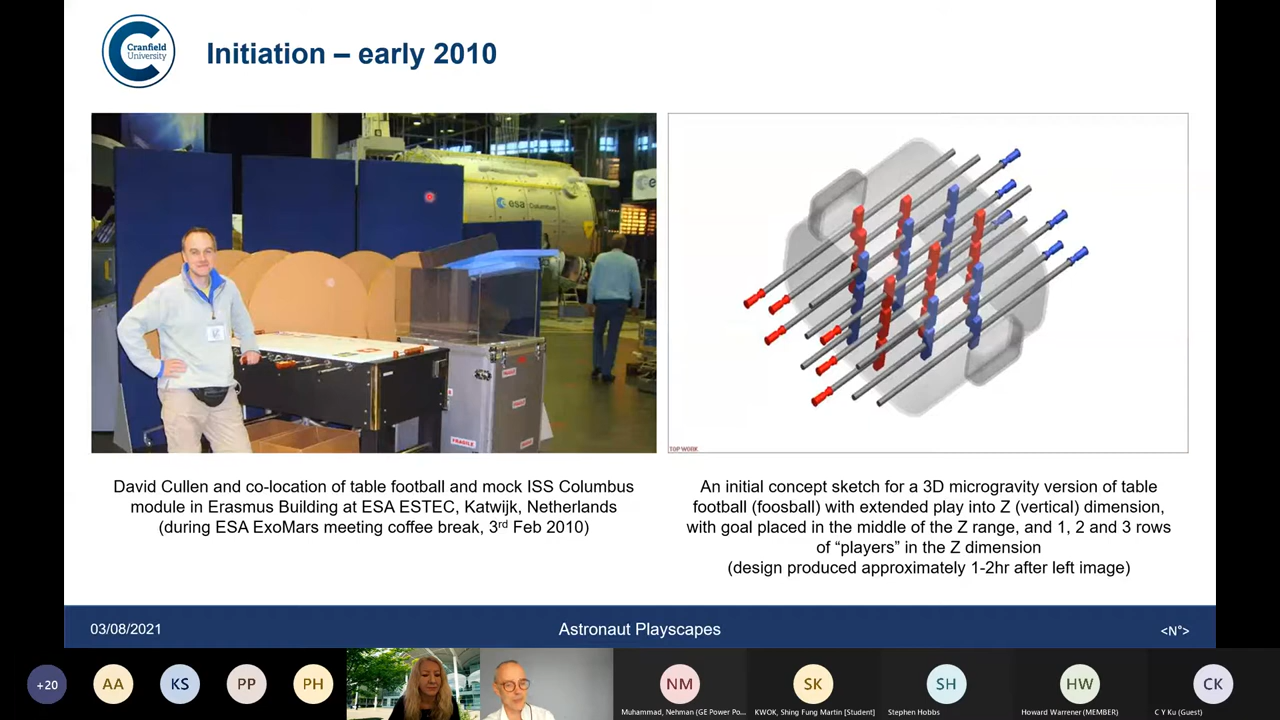 Cranfield
University
Initiation – early 2010
esa Columbus
e
FRAGILE
TOP WORK
David Cullen and co-location of table football and mock ISS Columbus
module in Erasmus Building at ESA ESTEC, Katwijk, Netherlands
(during ESA ExoMars meeting coffee break, 3rd Feb 2010)
An initial concept sketch for a 3D microgravity version of table
football (foosball) with extended play into Z (vertical) dimension,
with goal placed in the middle of the Z range, and 1, 2 and 3 rows
of “players” in the Z dimension
(design produced approximately 1-2hr after left image)
03/08/2021
Astronaut Playscapes
<N°>
+20
AA
KS
PP
PH
NM
SK
SH
HW
CK
Muhammad, Nehman (GE Power Po...
KWOK, Shing Fung Martin [Student]
Stephen Hobbs
Howard Warrener (MEMBER)
C Y Ku (Guest)